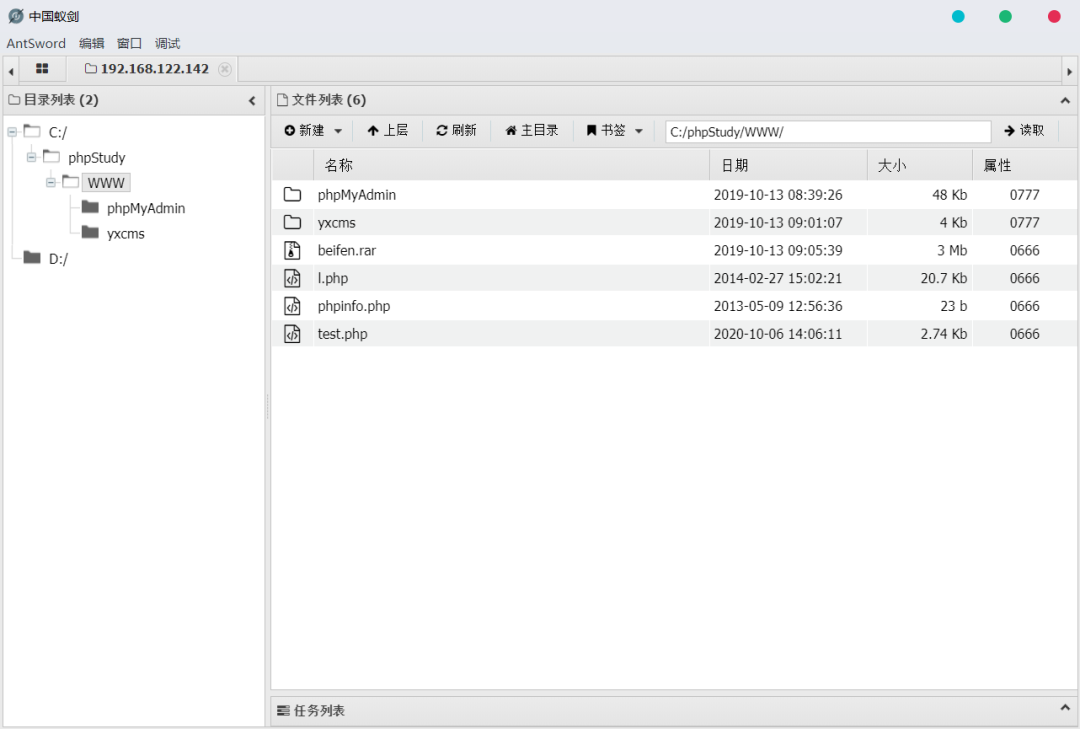 中国蚁剑
AntSword 编辑 窗口 调试
192.168.122.142
目录列表 (2)
C:/
phpStudy
WWW
phpMyAdmin
yxcms
D:/
文件列表 (6)
新建 上层 刷新 主目录 书签 C:/phpStudy/WWW/ 读取
名称 日期 大小 属性
phpMyAdmin 2019-10-13 08:39:26 48 Kb 0777
yxcms 2019-10-13 09:01:07 4 Kb 0777
beifen.rar 2019-10-13 09:05:39 3 Mb 0666
l.php 2014-02-27 15:02:21 20.7 Kb 0666
phpinfo.php 2013-05-09 12:56:36 23 b 0666
test.php 2020-10-06 14:06:11 2.74 Kb 0666
任务列表